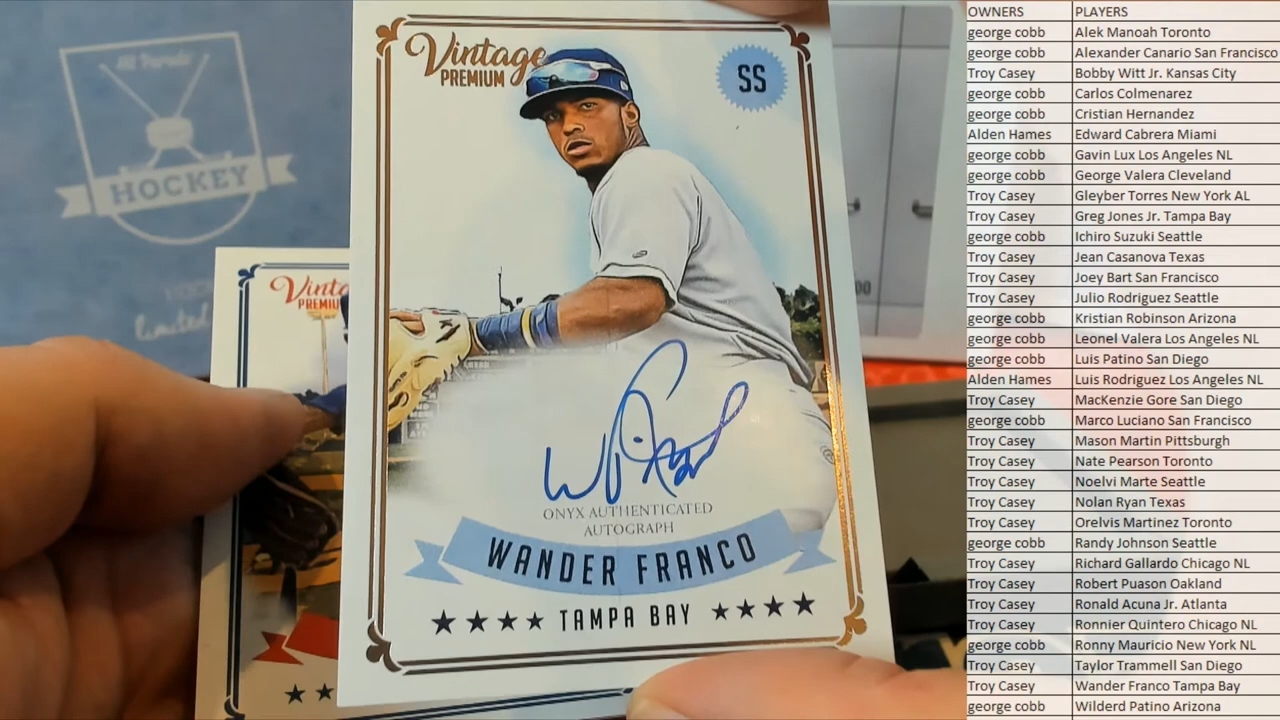 All Parade
HOCKEY
limited
Vintage
PREMIUM
SS
ONYX AUTHENTICATED
AUTOGRAPH
WANDER FRANCO
★★★★ TAMPA BAY ★★★★
OWNERS PLAYERS
george cobb Alek Manoah Toronto
george cobb Alexander Canario San Francisco
Troy Casey Bobby Witt Jr. Kansas City
george cobb Carlos Colmenarez
george cobb Cristian Hernandez
Alden Hames Edward Cabrera Miami
george cobb Gavin Lux Los Angeles NL
george cobb George Valera Cleveland
Troy Casey Gleyber Torres New York AL
Troy Casey Greg Jones Jr. Tampa Bay
george cobb Ichiro Suzuki Seattle
Troy Casey Jean Casanova Texas
Troy Casey Joey Bart San Francisco
Troy Casey Julio Rodriguez Seattle
george cobb Kristian Robinson Arizona
george cobb Leonel Valera Los Angeles NL
george cobb Luis Patino San Diego
Alden Hames Luis Rodriguez Los Angeles NL
Troy Casey MacKenzie Gore San Diego
george cobb Marco Luciano San Francisco
Troy Casey Mason Martin Pittsburgh
Troy Casey Nate Pearson Toronto
Troy Casey Noelvi Marte Seattle
Troy Casey Nolan Ryan Texas
Troy Casey Orelvis Martinez Toronto
george cobb Randy Johnson Seattle
Troy Casey Richard Gallardo Chicago NL
Troy Casey Robert Puason Oakland
Troy Casey Ronald Acuna Jr. Atlanta
Troy Casey Ronnier Quintero Chicago NL
george cobb Ronny Mauricio New York NL
Troy Casey Taylor Trammell San Diego
Troy Casey Wander Franco Tampa Bay
george cobb Wilderd Patino Arizona